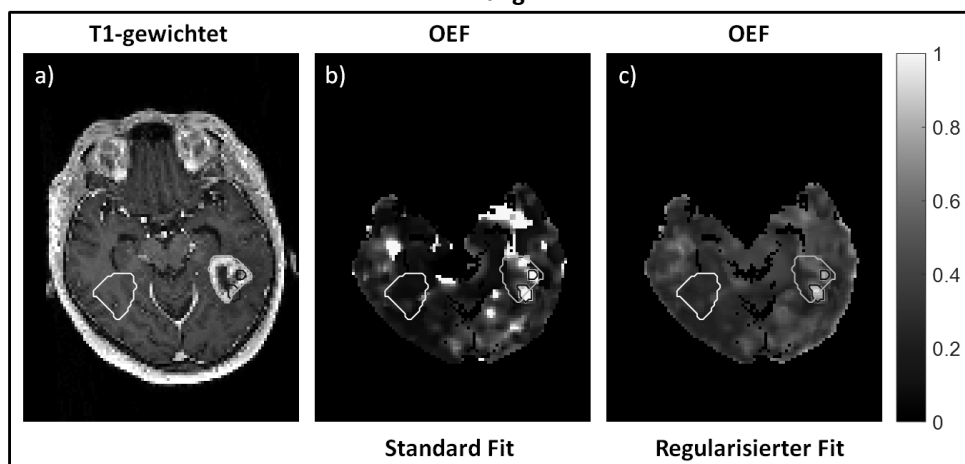 T1-gewichtet
OEF
OEF
a)
b)
c)
1
0.8
0.6
0.4
0.2
0
Standard Fit
Regularisierter Fit